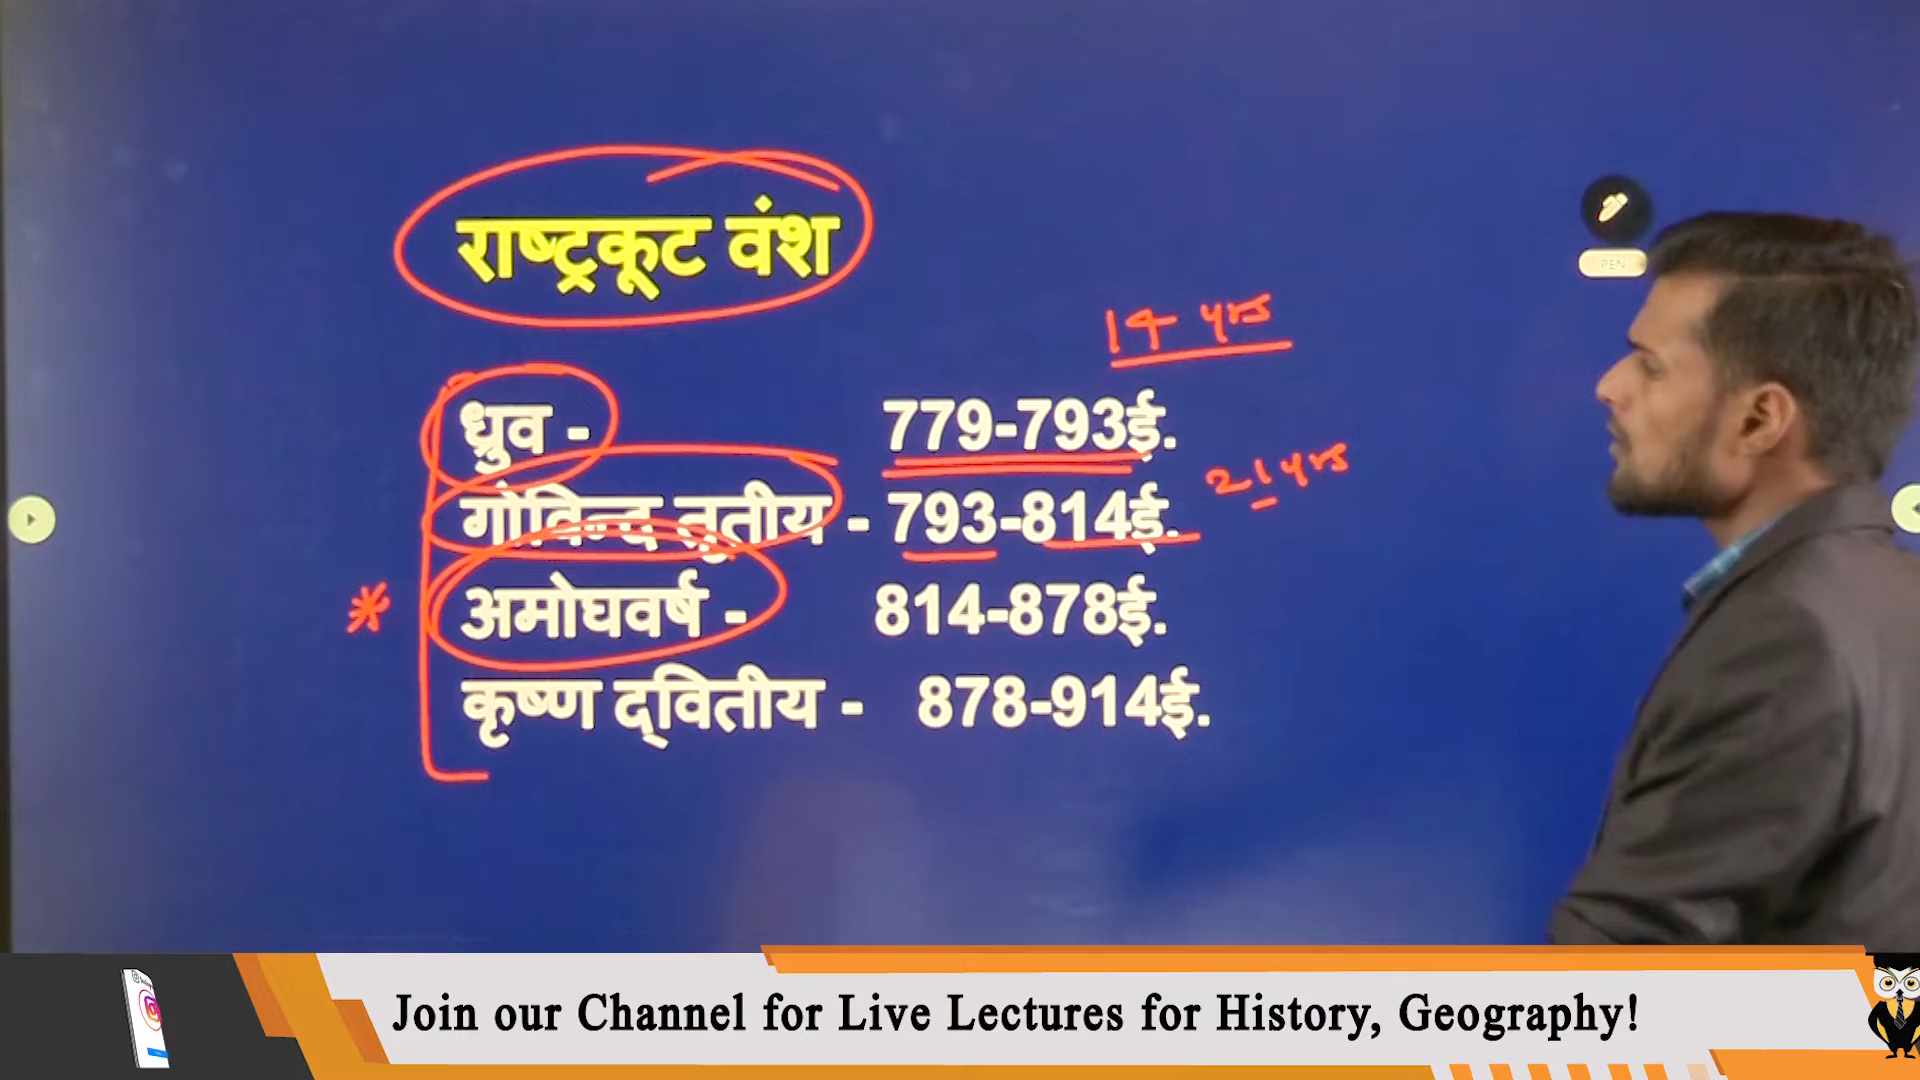 राष्ट्रकूट वंश
14 yrs
ध्रुव - 779-793ई.
21 yrs
गोविन्द तृतीय - 793-814ई.
* अमोघवर्ष - 814-878ई.
कृष्ण द्वितीय - 878-914ई.
PEN
Join our Channel for Live Lectures for History, Geography!